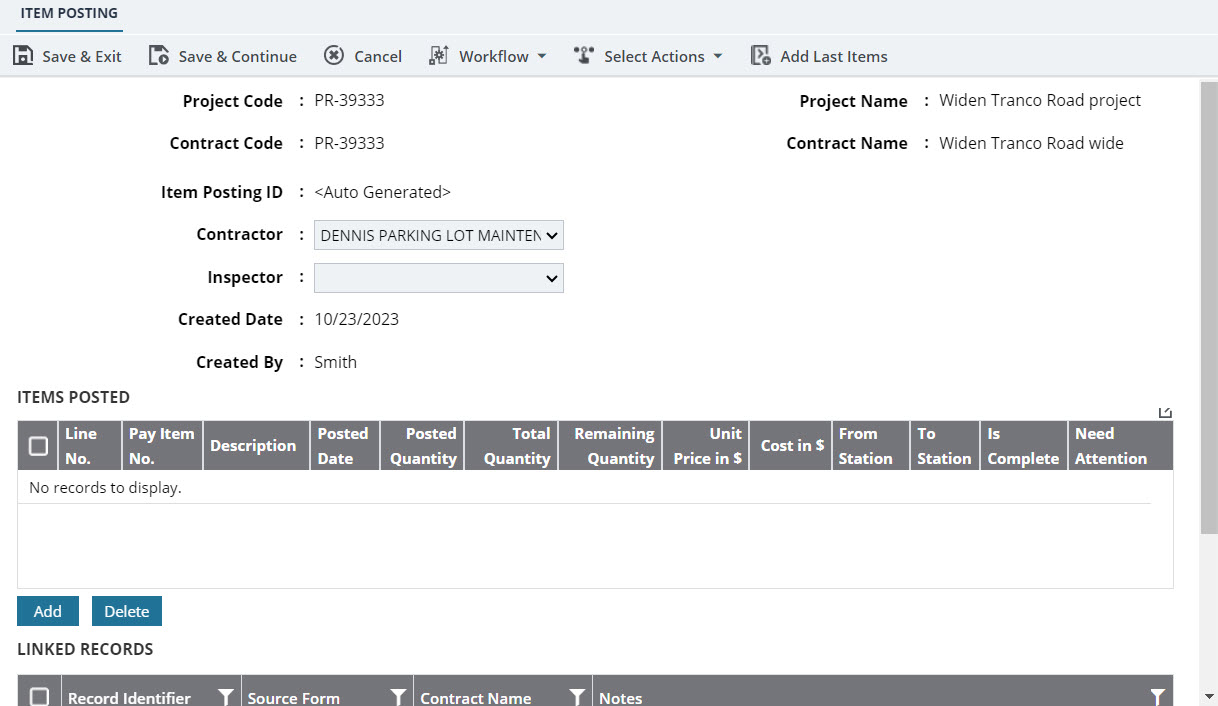 ITEM POSTING
Save & Exit Save & Continue Cancel Workflow Select Actions Add Last Items
Project Code : PR-39333 Project Name : Widen Tranco Road project
Contract Code : PR-39333 Contract Name : Widen Tranco Road wide
Item Posting ID : <Auto Generated>
Contractor : DENNIS PARKING LOT MAINTEN
Inspector :
Created Date : 10/23/2023
Created By : Smith
ITEMS POSTED
Line No. Pay Item No. Description Posted Date Posted Quantity Total Quantity Remaining Quantity Unit Price in $ Cost in $ From Station To Station Is Complete Need Attention
No records to display.
Add Delete
LINKED RECORDS
Record Identifier Source Form Contract Name Notes